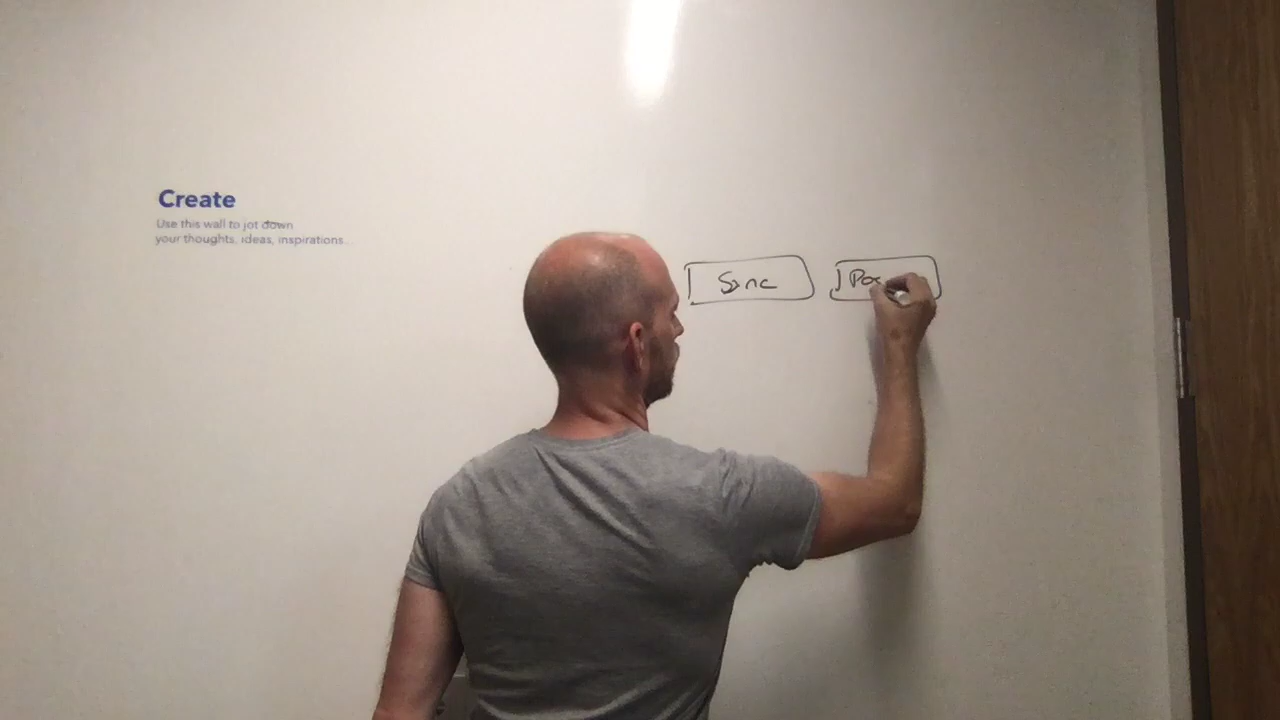 Create
Use this wall to jot down
your thoughts, ideas, inspirations...
Sync